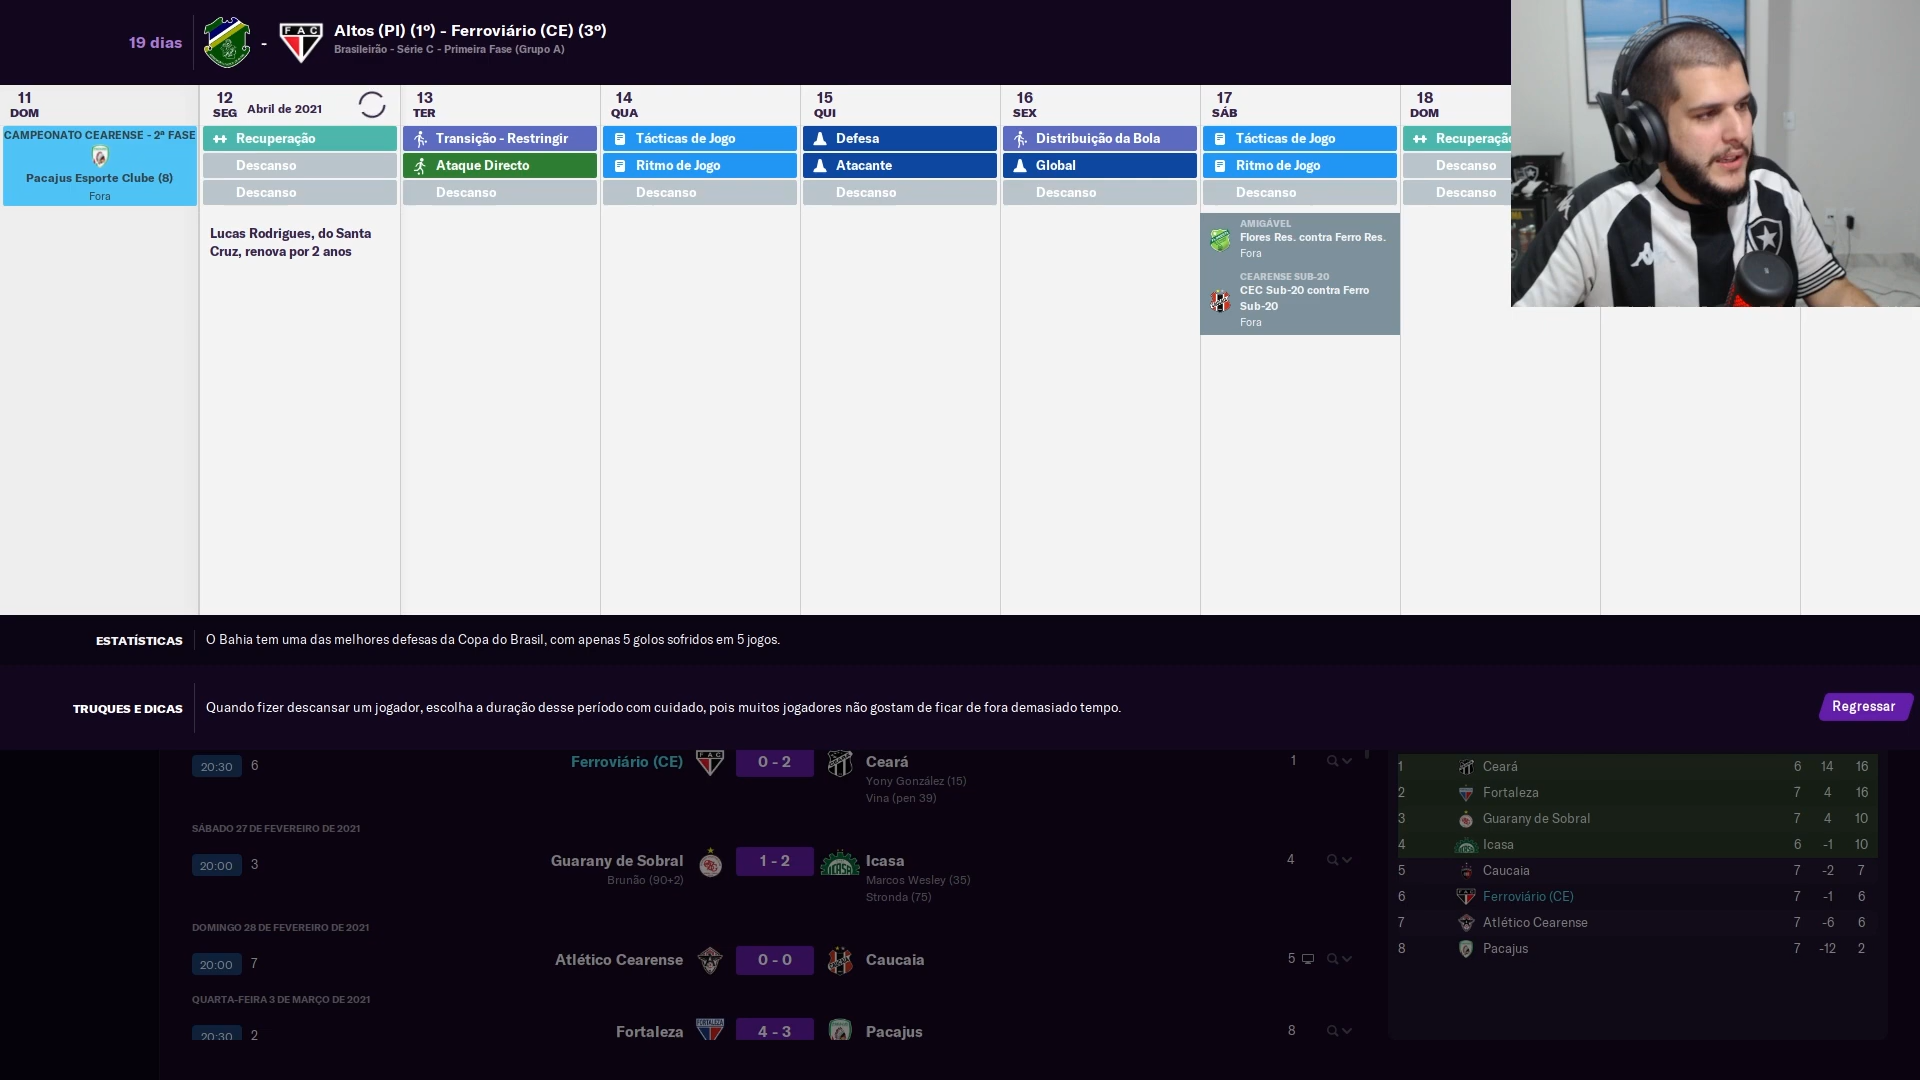 19 dias
-
Altos (PI) (1º) - Ferroviário (CE) (3º)
Brasileirão - Série C - Primeira Fase (Grupo A)
11
DOM
CAMPEONATO CEARENSE - 2ª FASE
Pacajus Esporte Clube (8)
Fora
12
SEG
Abril de 2021
Recuperação
Descanso
Descanso
Lucas Rodrigues, do Santa
Cruz, renova por 2 anos
13
TER
Transição - Restringir
Ataque Directo
Descanso
14
QUA
Tácticas de Jogo
Ritmo de Jogo
Descanso
15
QUI
Defesa
Atacante
Descanso
16
SEX
Distribuição da Bola
Global
Descanso
17
SÁB
Tácticas de Jogo
Ritmo de Jogo
Descanso
AMIGÁVEL
Flores Res. contra Ferro Res.
Fora
CEARENSE SUB-20
CEC Sub-20 contra Ferro
Sub-20
Fora
18
DOM
Recuperaçã
Descanso
Descanso
ESTATÍSTICAS
O Bahia tem uma das melhores defesas da Copa do Brasil, com apenas 5 golos sofridos em 5 jogos.
TRUQUES E DICAS
Quando fizer descansar um jogador, escolha a duração desse período com cuidado, pois muitos jogadores não gostam de ficar de fora demasiado tempo.
Regressar
20:30 6 Ferroviário (CE) 0 - 2 Ceará 1
Yony González (15)
Vina (pen 39)
SÁBADO 27 DE FEVEREIRO DE 2021
20:00 3 Guarany de Sobral 1 - 2 Icasa 4
Brunão (90+2) Marcos Wesley (35)
Stronda (75)
DOMINGO 28 DE FEVEREIRO DE 2021
20:00 7 Atlético Cearense 0 - 0 Caucaia 5
QUARTA-FEIRA 3 DE MARÇO DE 2021
20:30 2 Fortaleza 4 - 3 Pacajus 8
1 Ceará 6 14 16
2 Fortaleza 7 4 16
3 Guarany de Sobral 7 4 10
4 Icasa 6 -1 10
5 Caucaia 7 -2 7
6 Ferroviário (CE) 7 -1 6
7 Atlético Cearense 7 -6 6
8 Pacajus 7 -12 2